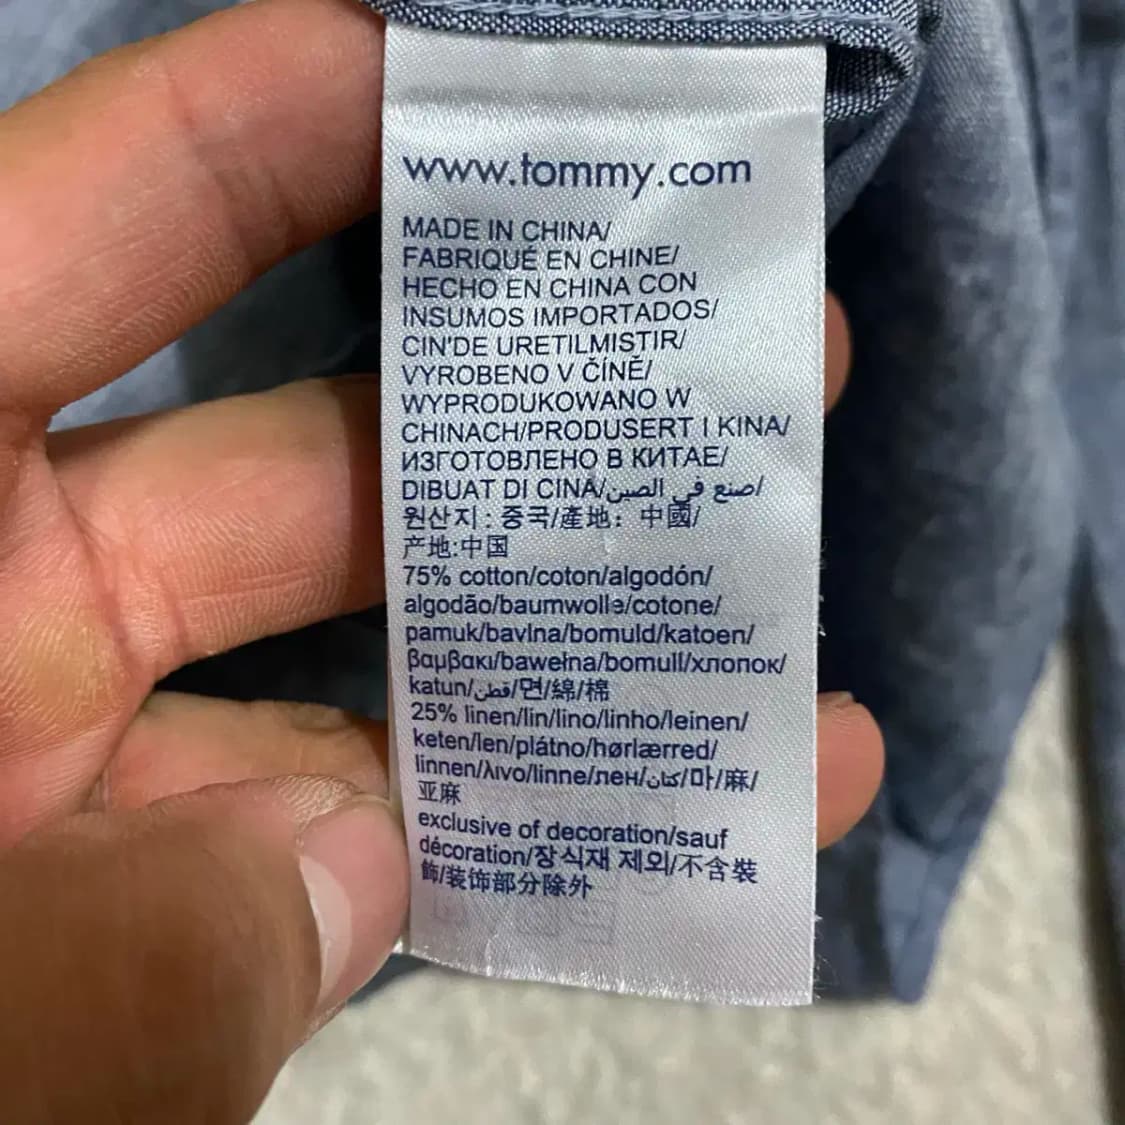 www.tommy.com
MADE IN CHINA/
FABRIQUÉ EN CHINE/
HECHO EN CHINA CON
INSUMOS IMPORTADOS/
CIN'DE URETILMISTIR/
VYROBENO V ČÍNĚ/
WYPRODUKOWANO W
CHINACH/PRODUSERT I KINA/
ИЗГОТОВЛЕНО В КИТАЕ/
DIBUAT DI CINA/صنع في الصين/
원산지: 중국/產地: 中國/
产地:中国
75% cotton/coton/algodón/
algodão/baumwolle/cotone/
pamuk/bavlna/bomuld/katoen/
βαμβακι/bawełna/bomull/хлопок/
katun/قطن/면/綿/棉
25% linen/lin/lino/linho/leinen/
keten/len/plátno/hørlærred/
linnen/λινο/linne/лен/كتان/마/麻/
亚麻
exclusive of decoration/sauf
décoration/장식재 제외/不含裝
飾/装饰部分除外